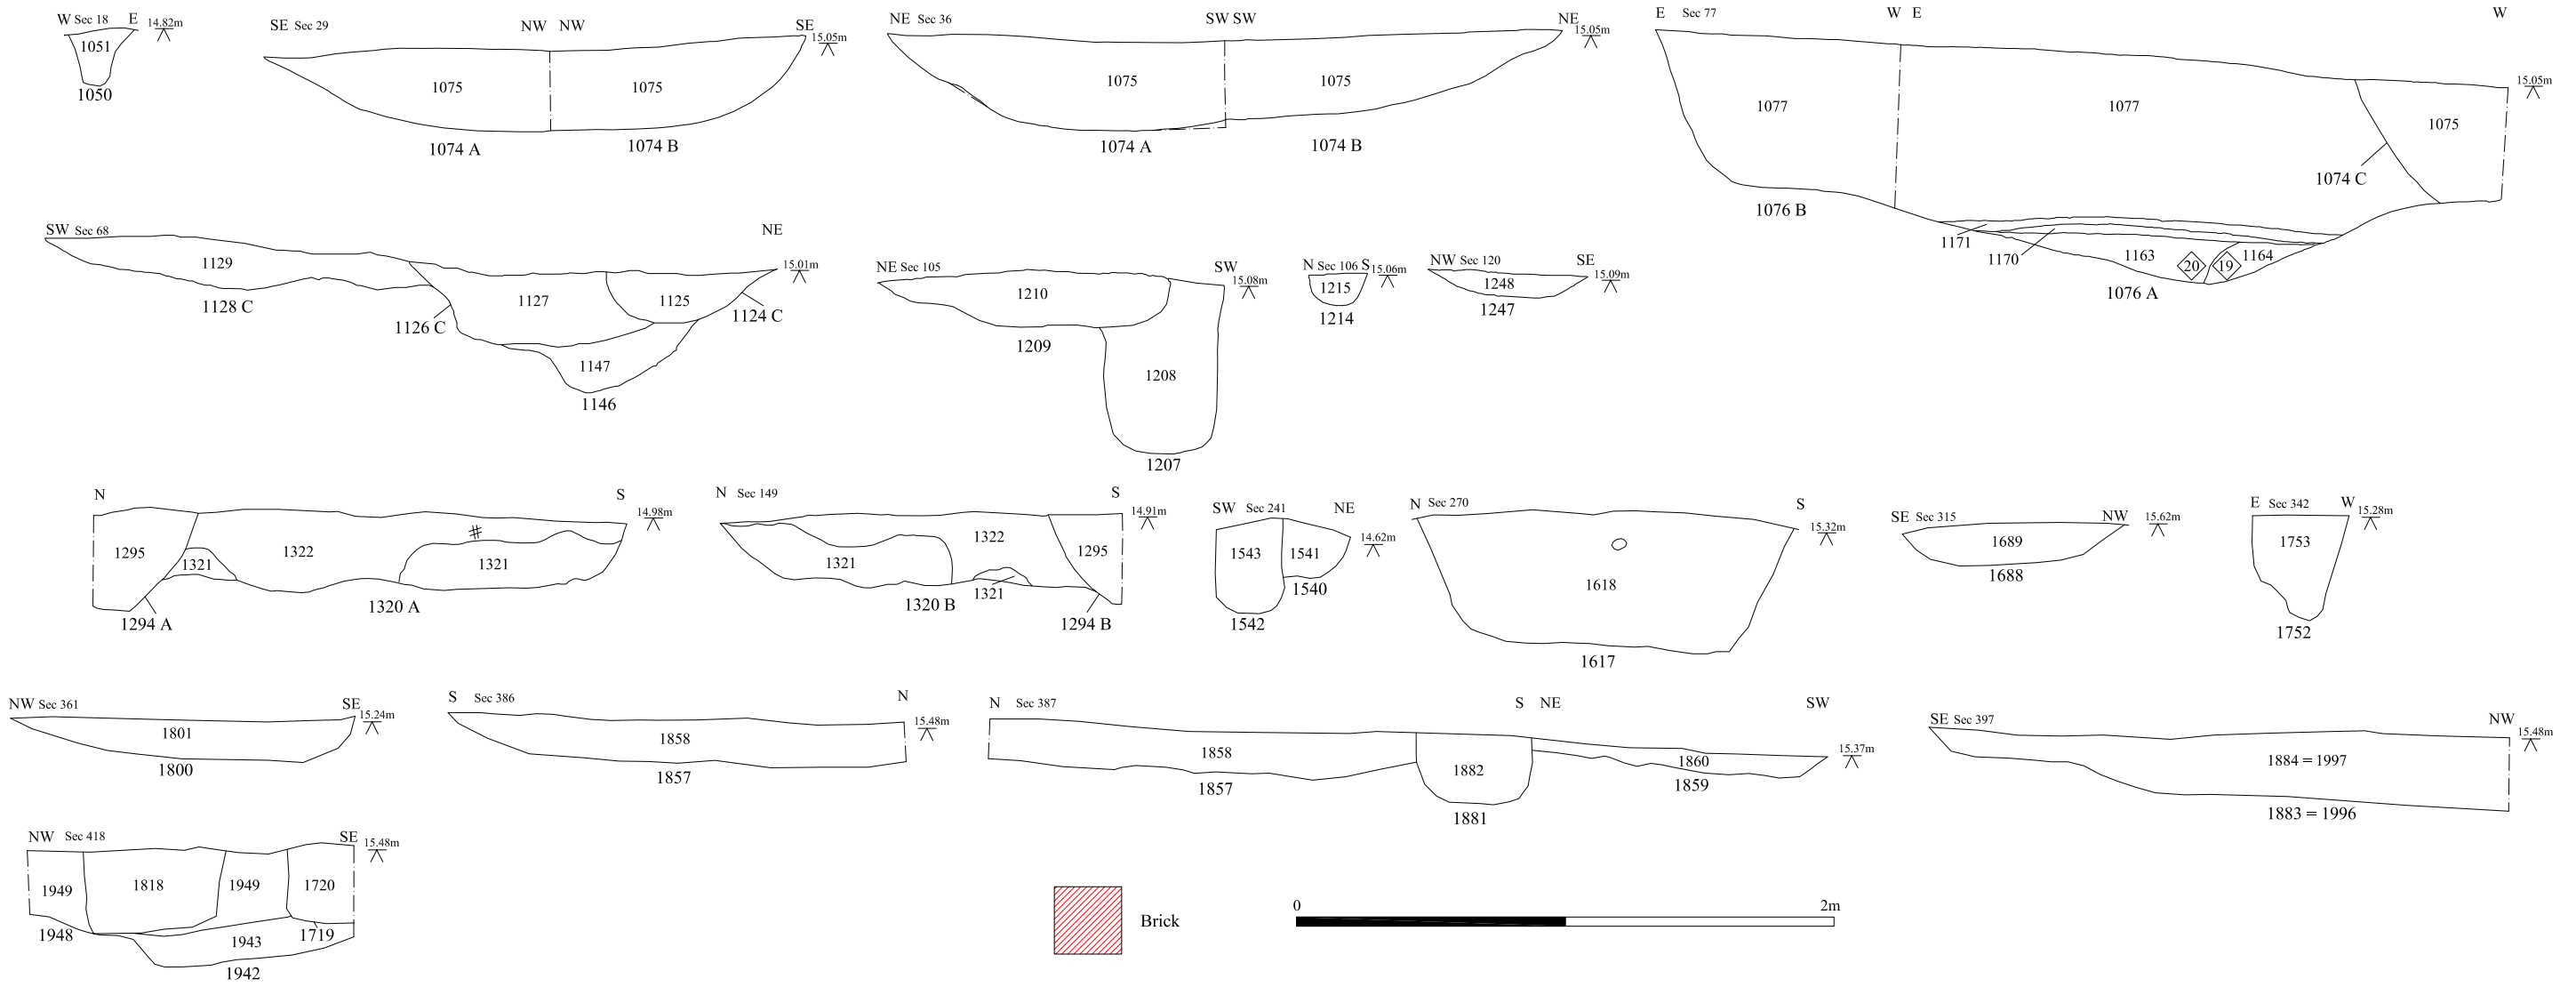 W Sec 18 E 14.82m
1051
1050
SE Sec 29 NW NW SE 15.05m
1075 1075
1074 A 1074 B
NE Sec 36 SW SW NE 15.05m
1075 1075
1074 A 1074 B
E Sec 77 W E W 15.05m
1077 1077 1075
1074 C
1076 B
1171 1170 1163 20 19 1164
1076 A
SW Sec 68 NE 15.01m
1129 1127 1125
1128 C 1126 C 1124 C
1147
1146
NE Sec 105 SW 15.08m
1210
1209 1208
1207
N Sec 106 S 15.06m
1215
1214
NW Sec 120 SE 15.09m
1248
1247
N S 14.98m
1295 1321 1322 1321
1294 A 1320 A
N Sec 149 S 14.91m
1321 1322 1295
1321
1320 B 1294 B
SW Sec 241 NE 14.62m
1543 1541
1540
1542
N Sec 270 S 15.32m
1618
1617
SE Sec 315 NW 15.62m
1689
1688
E Sec 342 W 15.28m
1753
1752
NW Sec 361 SE 15.24m
1801
1800
S Sec 386 N 15.48m
1858
1857
N Sec 387 S NE SW 15.37m
1858 1882 1860
1857 1881 1859
SE Sec 397 NW 15.48m
1884 = 1997
1883 = 1996
NW Sec 418 SE 15.48m
1949 1818 1949 1720
1948 1943 1719
1942
Brick
0 2m